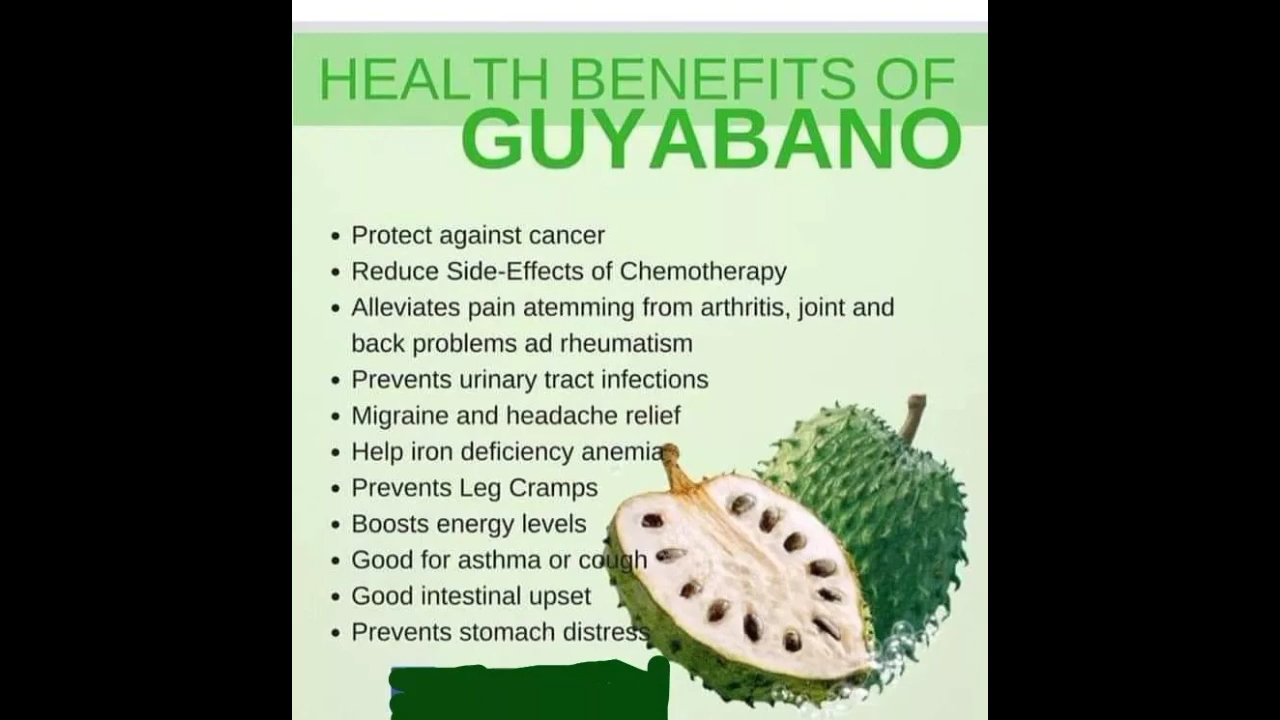 HEALTH BENEFITS OF
GUYABANO
• Protect against cancer
• Reduce Side-Effects of Chemotherapy
• Alleviates pain atemming from arthritis, joint and
back problems ad rheumatism
• Prevents urinary tract infections
• Migraine and headache relief
• Help iron deficiency anemia
• Prevents Leg Cramps
• Boosts energy levels
• Good for asthma or cough
• Good intestinal upset
• Prevents stomach distress